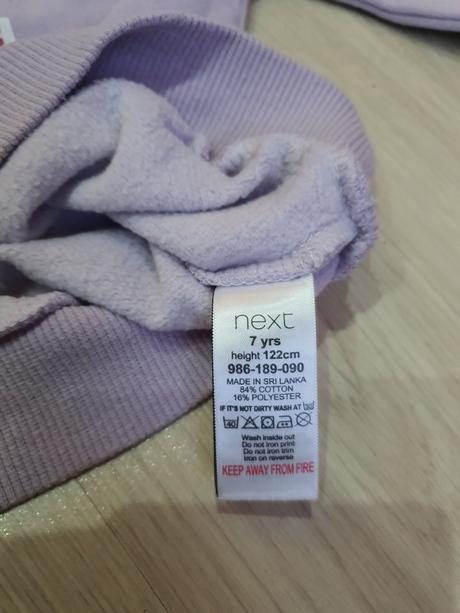 next
7 yrs
height 122cm
986-189-090
MADE IN SRI LANKA
84% COTTON
16% POLYESTER
IF IT'S NOT DIRTY WASH AT
40
Wash inside out
Do not iron print
Do not iron trim
iron on reverse
KEEP AWAY FROM FIRE